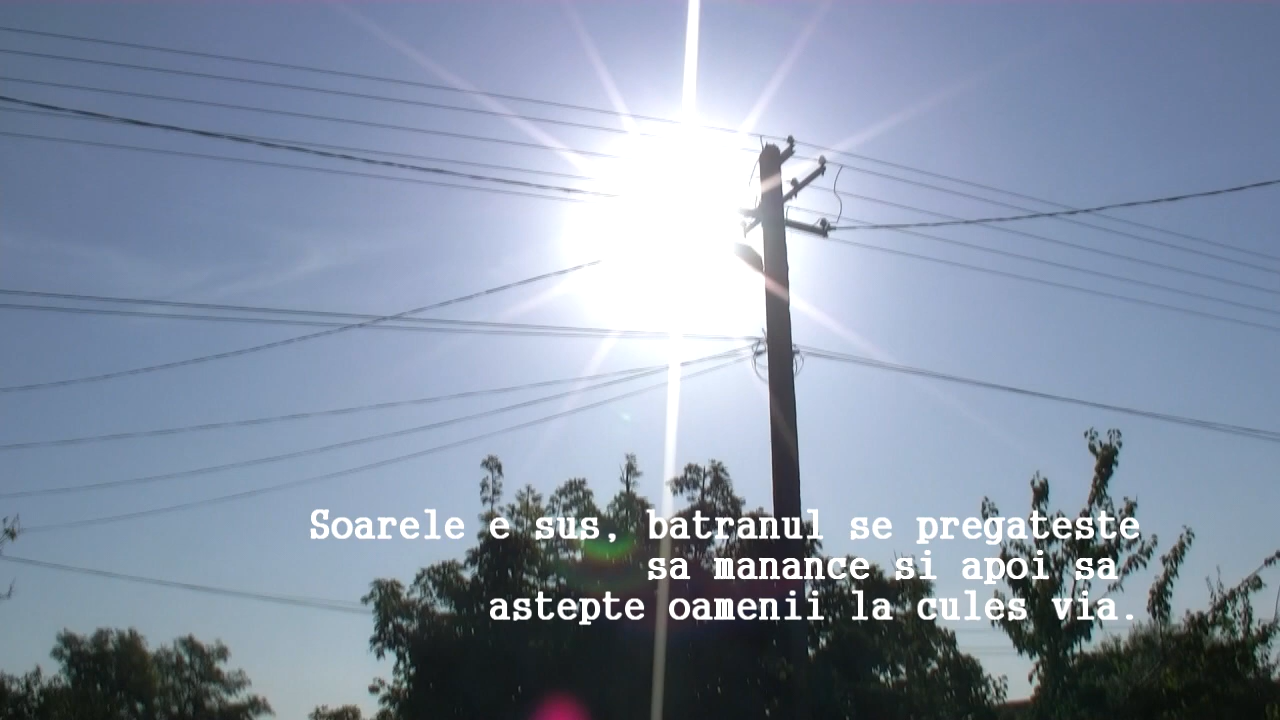 Soarele e sus, batranul se pregateste
sa manance si apoi sa
astepte oamenii la cules via.